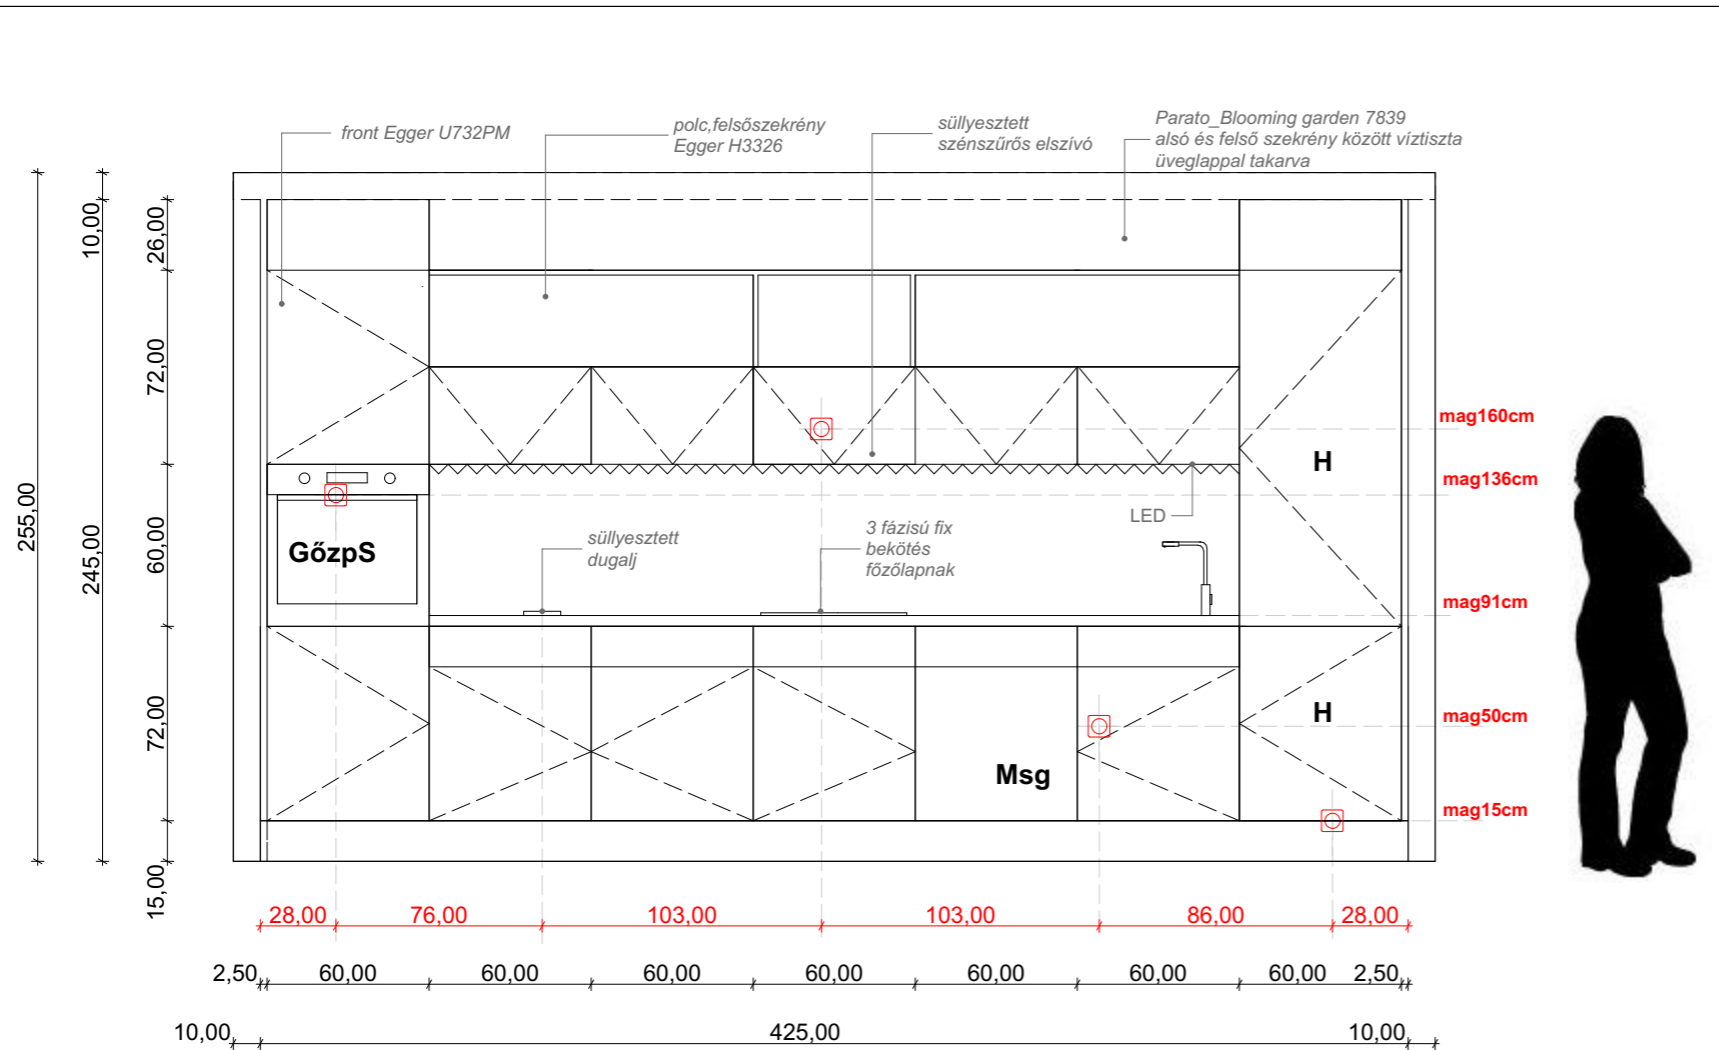 front Egger U732PM
polc,felsőszekrény
Egger H3326
süllyesztett
szénszűrős elszívó
Parato_Blooming garden 7839
alsó és felső szekrény között víztiszta
üveglappal takarva
10,00
26,00
72,00
255,00
245,00
60,00
72,00
15,00
mag160cm
H
mag136cm
LED
GőzpS
süllyesztett
dugalj
3 fázisú fix
bekötés
főzőlapnak
mag91cm
H
mag50cm
Msg
mag15cm
28,00 76,00 103,00 103,00 86,00 28,00
2,50 60,00 60,00 60,00 60,00 60,00 60,00 60,00 2,50
10,00 425,00 10,00